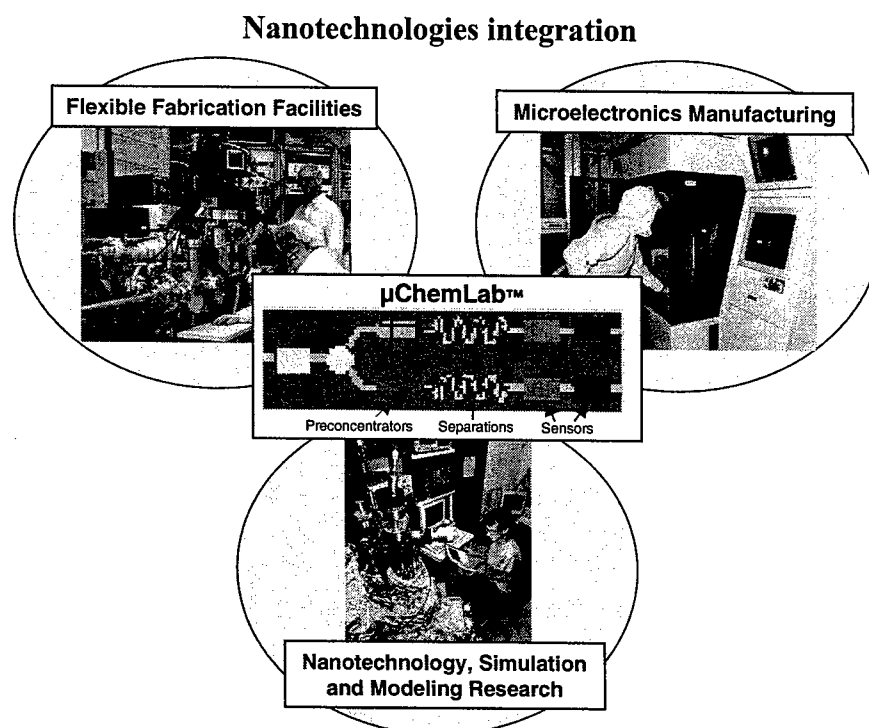 Nanotechnologies integration
Flexible Fabrication Facilities
Microelectronics Manufacturing
µChemLab™
Preconcentrators Separations Sensors
Nanotechnology, Simulation
and Modeling Research